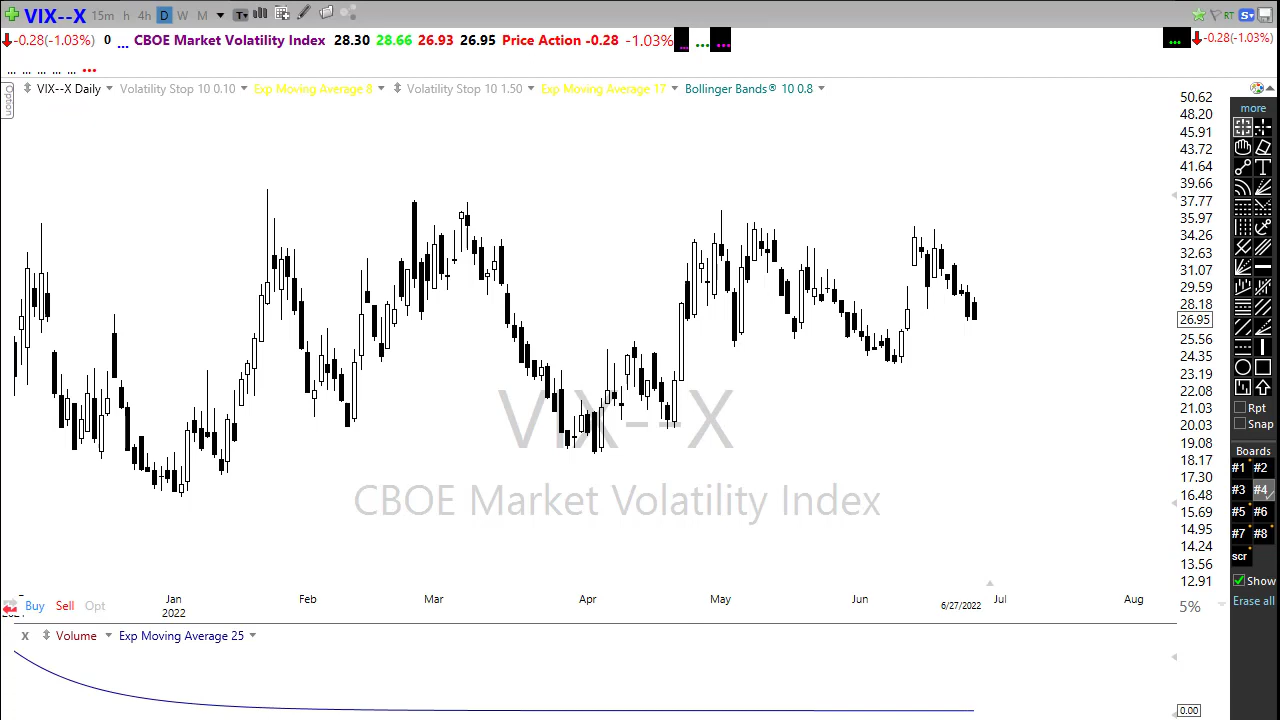 VIX--X 15m h 4h D W M T RT S
-0.28(-1.03%) 0 ... CBOE Market Volatility Index 28.30 28.66 26.93 26.95 Price Action -0.28 -1.03% ... ... ... ... -0.28(-1.03%)
... ... ... ... ... ...
Option
VIX--X Daily Volatility Stop 10 0.10 Exp Moving Average 8 Volatility Stop 10 1.50 Exp Moving Average 17 Bollinger Bands® 10 0.8
50.62
48.20
45.91
43.72
41.64
39.66
37.77
35.97
34.26
32.63
31.07
29.59
28.18
26.95
25.56
24.35
23.19
22.08
21.03
20.03
19.08
18.17
17.30
16.48
15.69
14.95
14.24
13.56
12.91
VIX--X
CBOE Market Volatility Index
Jan Feb Mar Apr May Jun 6/27/2022 Jul Aug
2022
Buy Sell Opt
5%
X Volume Exp Moving Average 25
0.00
more
T
Rpt
Snap
Boards
#1 #2
#3 #4
#5 #6
#7 #8
scr
Show
Erase all